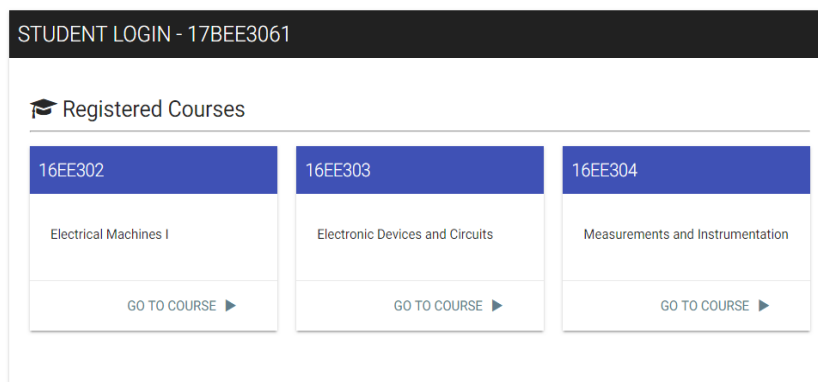 STUDENT LOGIN - 17BEE3061
Registered Courses
16EE302
Electrical Machines I
GO TO COURSE
16EE303
Electronic Devices and Circuits
GO TO COURSE
16EE304
Measurements and Instrumentation
GO TO COURSE